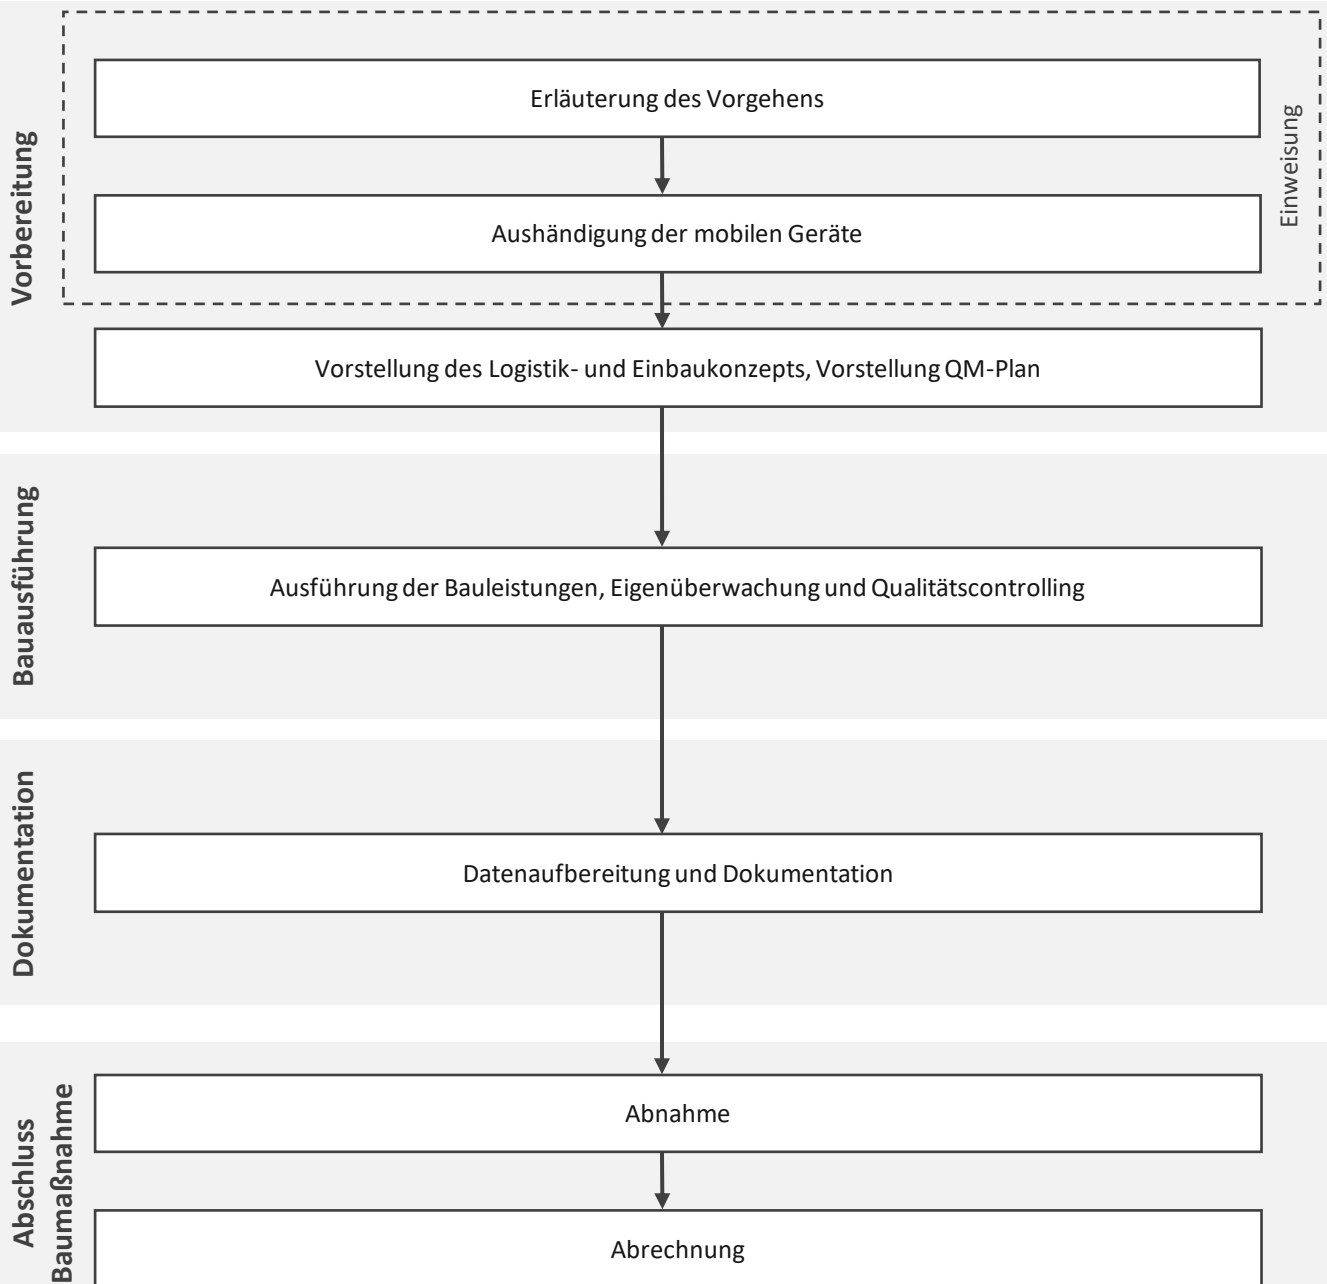 Vorbereitung
Einweisung
Erläuterung des Vorgehens
Aushändigung der mobilen Geräte
Vorstellung des Logistik- und Einbaukonzepts, Vorstellung QM-Plan
Bauausführung
Ausführung der Bauleistungen, Eigenüberwachung und Qualitätscontrolling
Dokumentation
Datenaufbereitung und Dokumentation
Abschluss
Baumaßnahme
Abnahme
Abrechnung